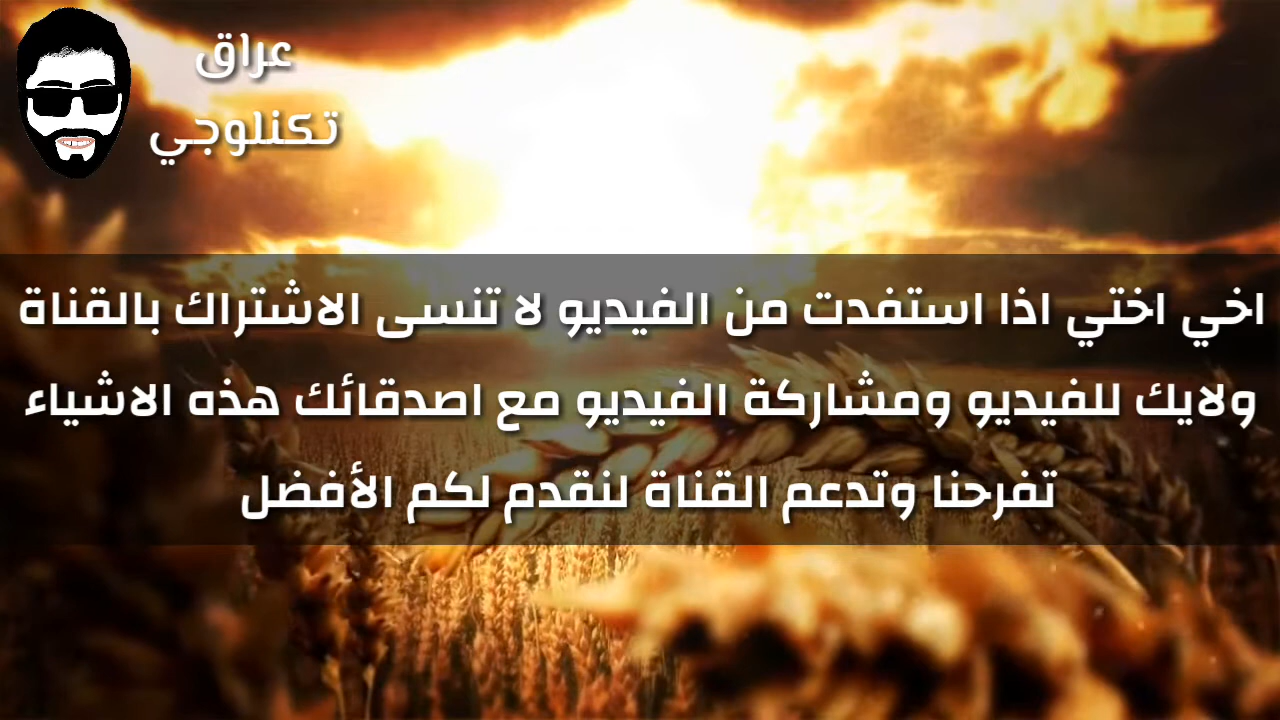 عراق
تكنلوجي
اخي اختي اذا استفدت من الفيديو لا تنسى الاشتراك بالقناة
ولايك للفيديو ومشاركة الفيديو مع اصدقائك هذه الاشياء
تفرحنا وتدعم القناة لنقدم لكم الأفضل